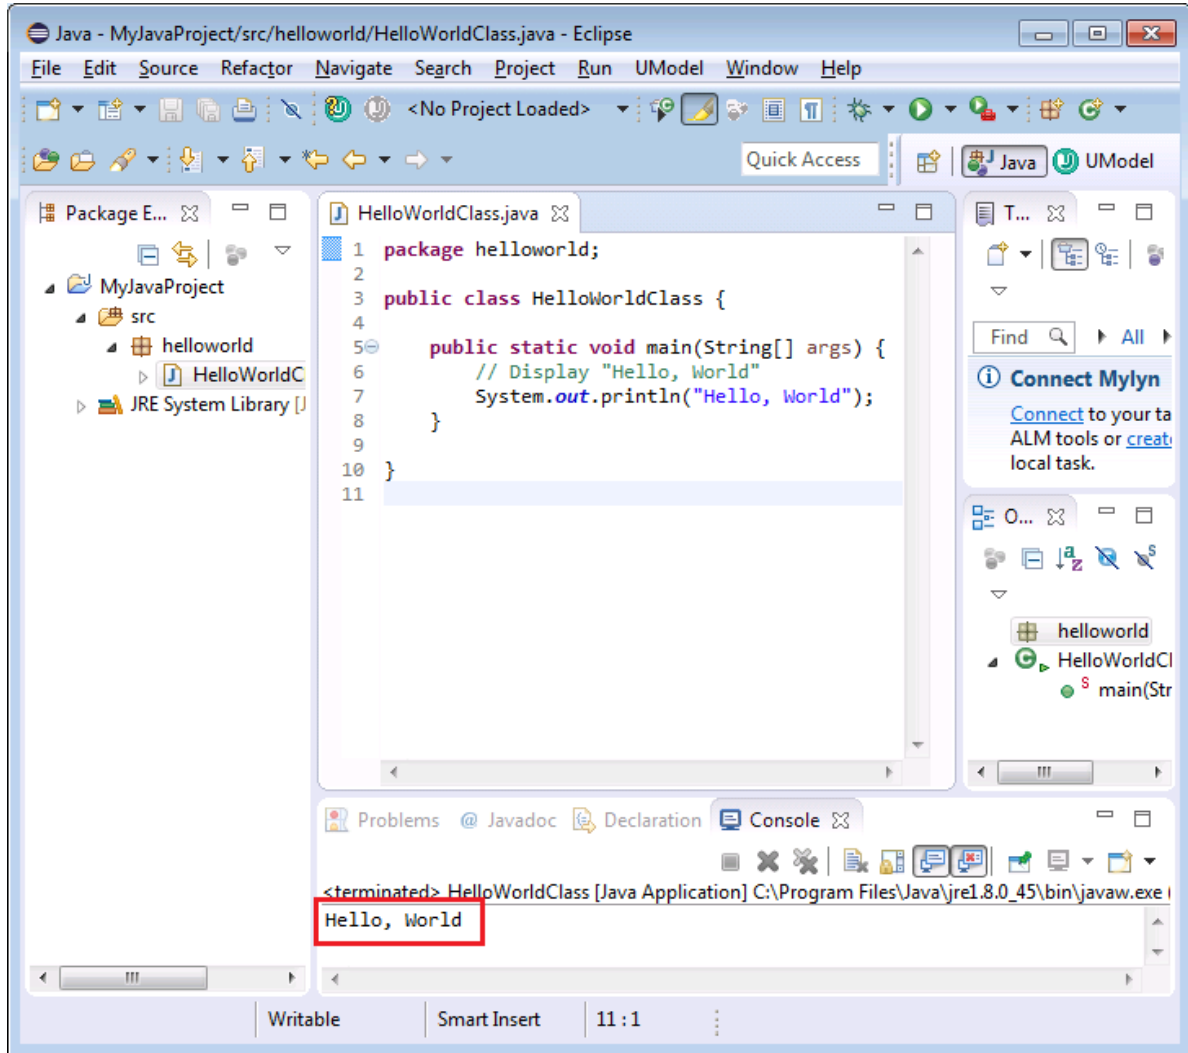 Java - MyJavaProject/src/helloworld/HelloWorldClass.java - Eclipse
File Edit Source Refactor Navigate Search Project Run UModel Window Help
<No Project Loaded>
Quick Access Java UModel
Package E...
MyJavaProject
src
helloworld
HelloWorldC
JRE System Library [J
HelloWorldClass.java
1 package helloworld;
2
3 public class HelloWorldClass {
4
5 public static void main(String[] args) {
6 // Display "Hello, World"
7 System.out.println("Hello, World");
8 }
9
10 }
11
T...
Find All
Connect Mylyn
Connect to your ta
ALM tools or create
local task.
O...
helloworld
HelloWorldCl
main(Str
Problems @ Javadoc Declaration Console
<terminated> HelloWorldClass [Java Application] C:\Program Files\Java\jre1.8.0_45\bin\javaw.exe (
Hello, World
Writable Smart Insert 11 : 1